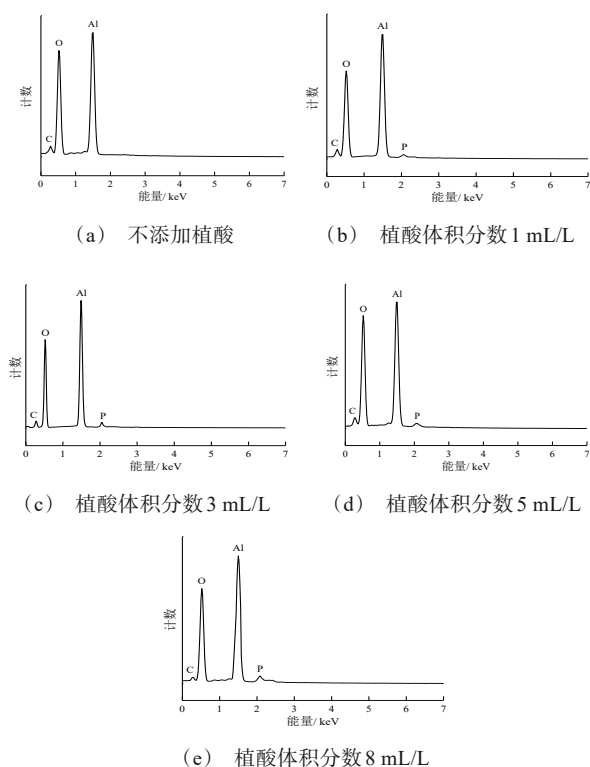 Al
O
C
计数
0 1 2 3 4 5 6 7
能量/ keV
(a) 不添加植酸
Al
O
C
P
计数
0 1 2 3 4 5 6 7
能量/ keV
(b) 植酸体积分数 1 mL/L
Al
O
C
P
计数
0 1 2 3 4 5 6 7
能量/ keV
(c) 植酸体积分数 3 mL/L
Al
O
C
P
计数
0 1 2 3 4 5 6 7
能量/ keV
(d) 植酸体积分数 5 mL/L
Al
O
C
P
计数
0 1 2 3 4 5 6 7
能量/ keV
(e) 植酸体积分数 8 mL/L